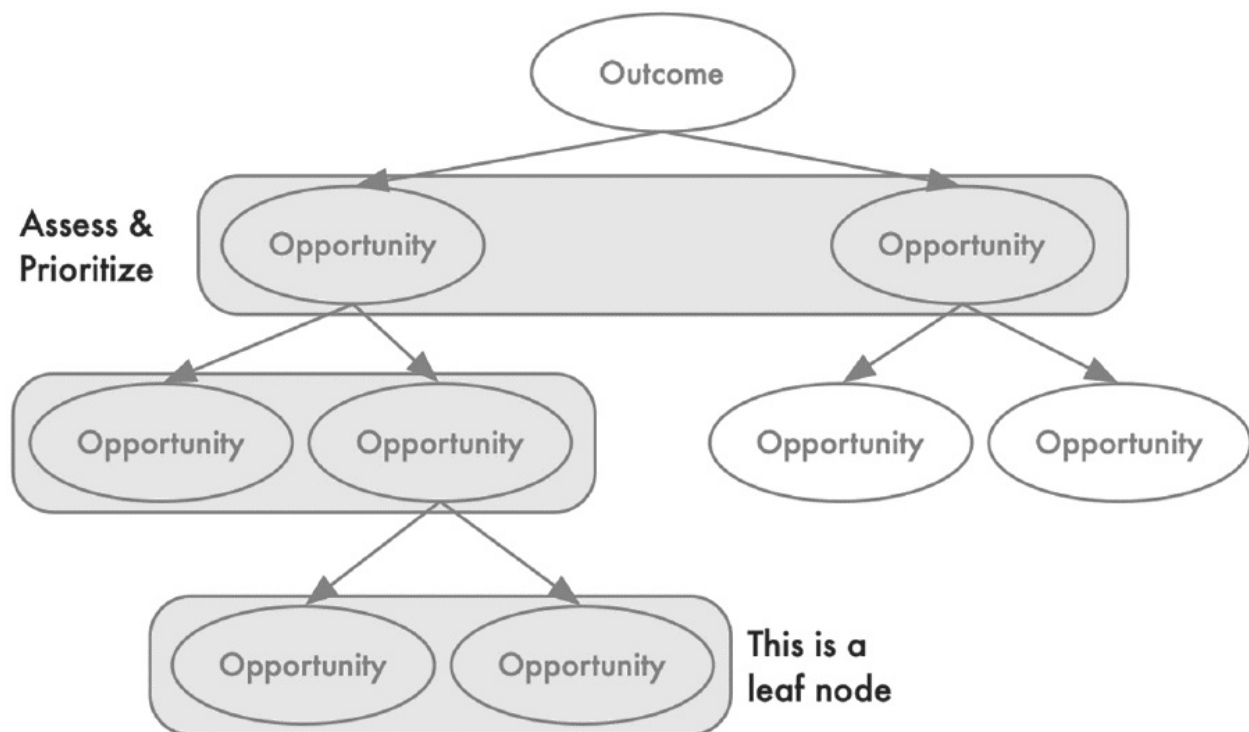 Outcome
Assess &
Prioritize
Opportunity
Opportunity
Opportunity
Opportunity
Opportunity
Opportunity
Opportunity
Opportunity
This is a
leaf node